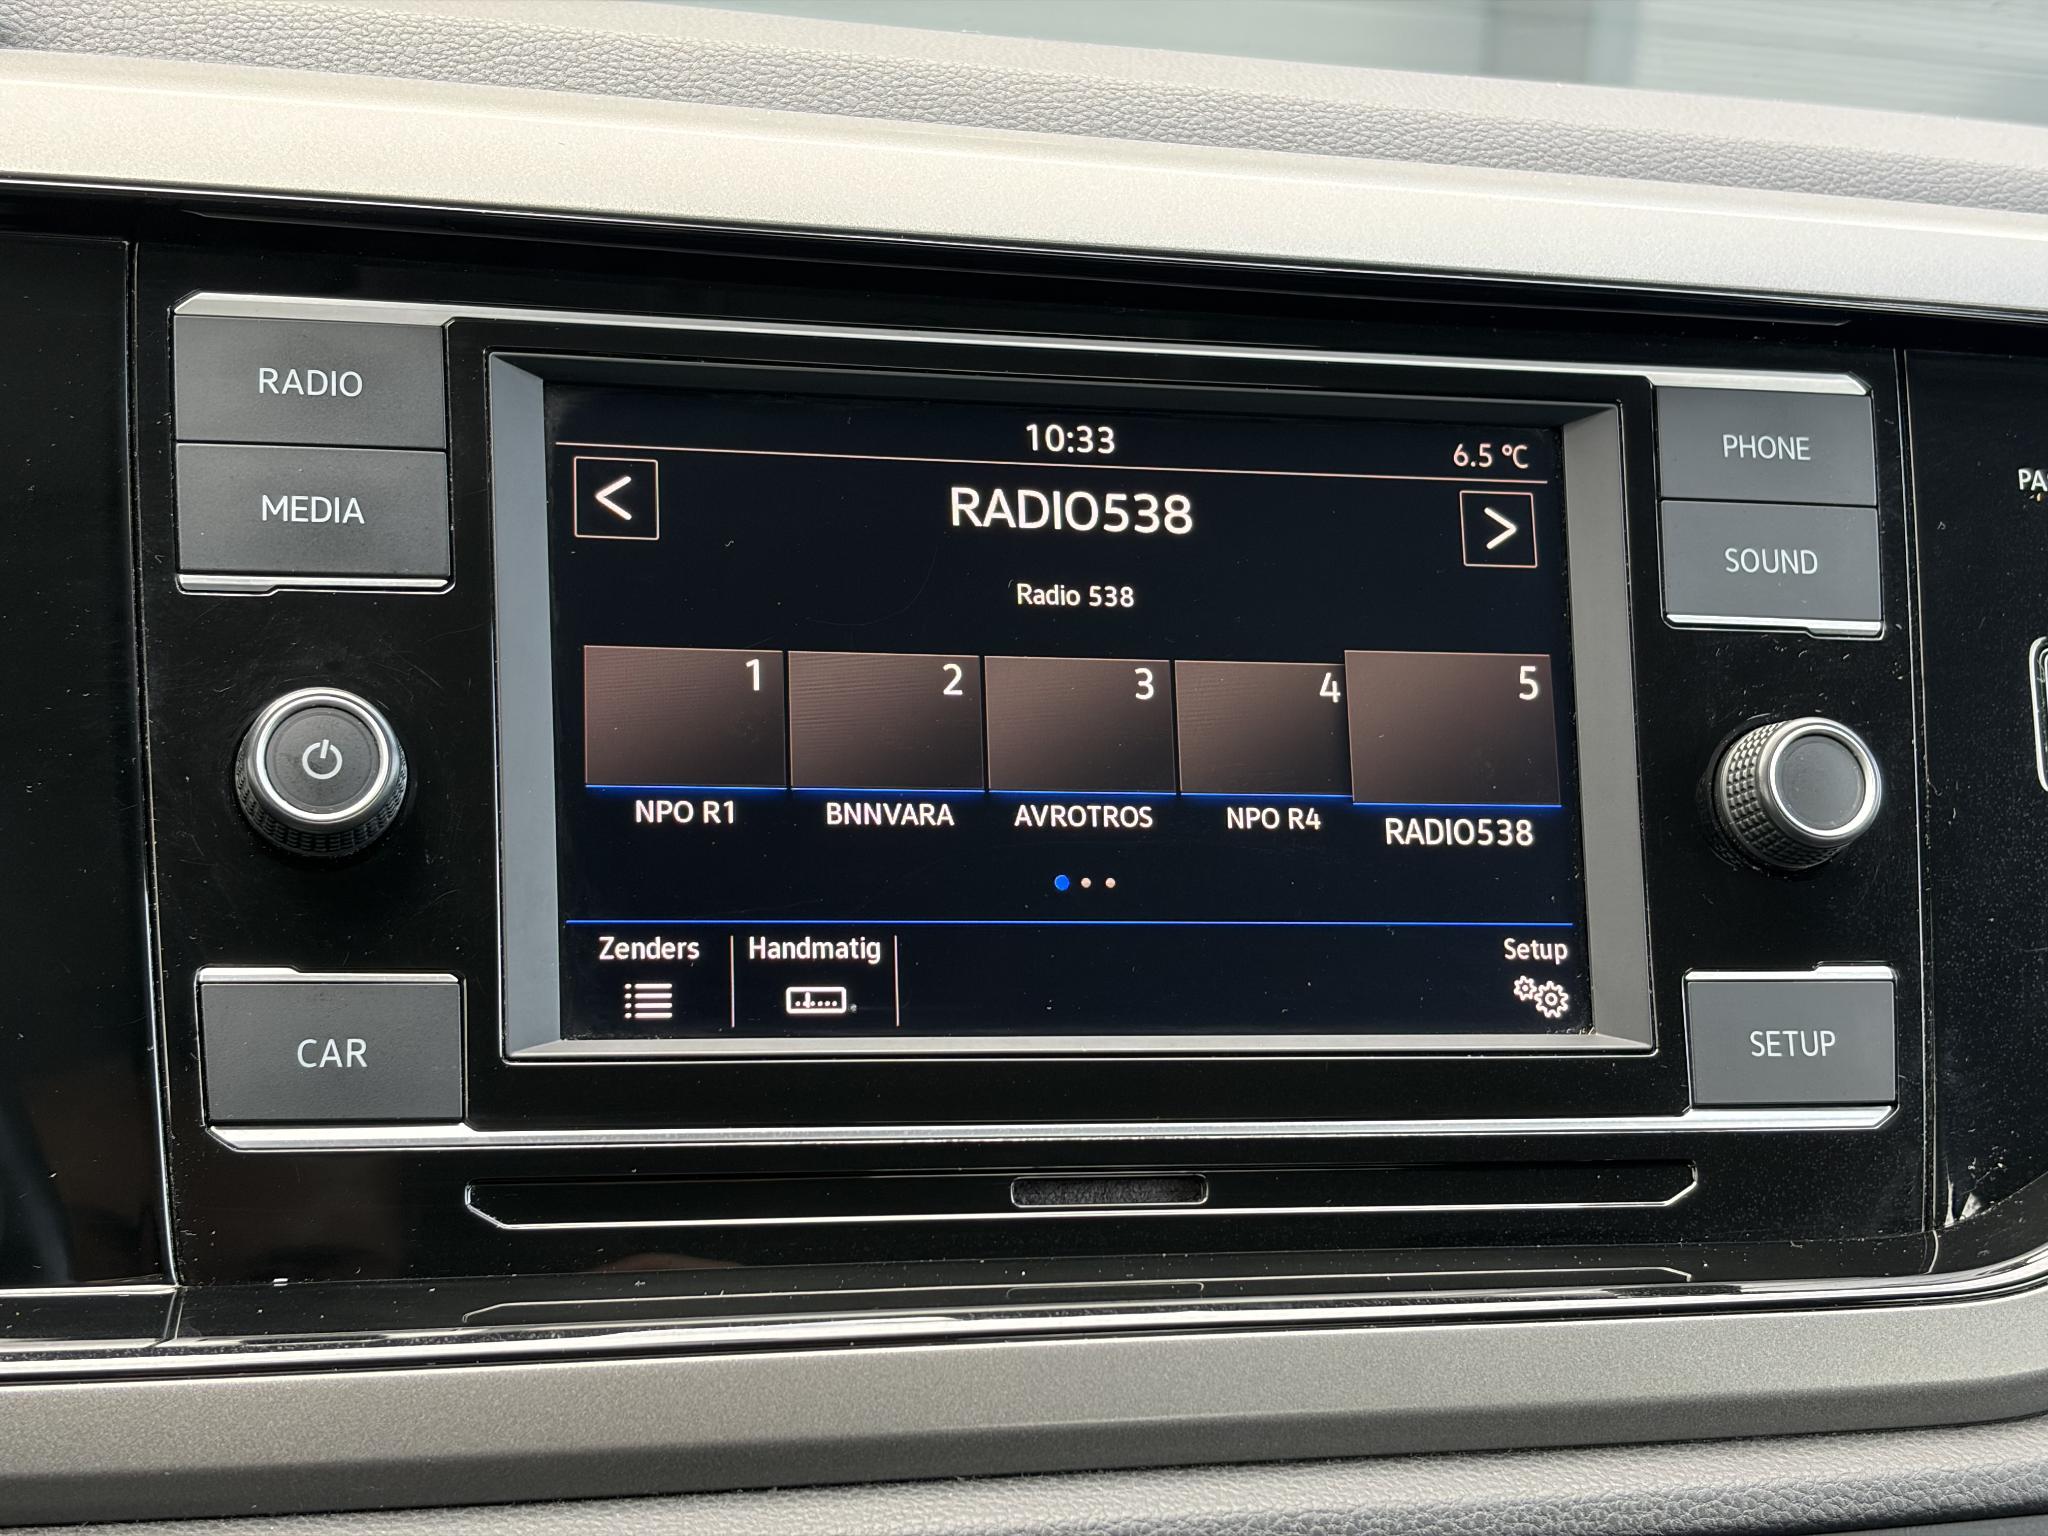 RADIO
MEDIA
CAR
10:33
6.5 °C
<
RADIO538
>
Radio 538
1
2
3
4
5
NPO R1
BNNVARA
AVROTROS
NPO R4
RADIO538
Zenders
Handmatig
Setup
PHONE
SOUND
SETUP